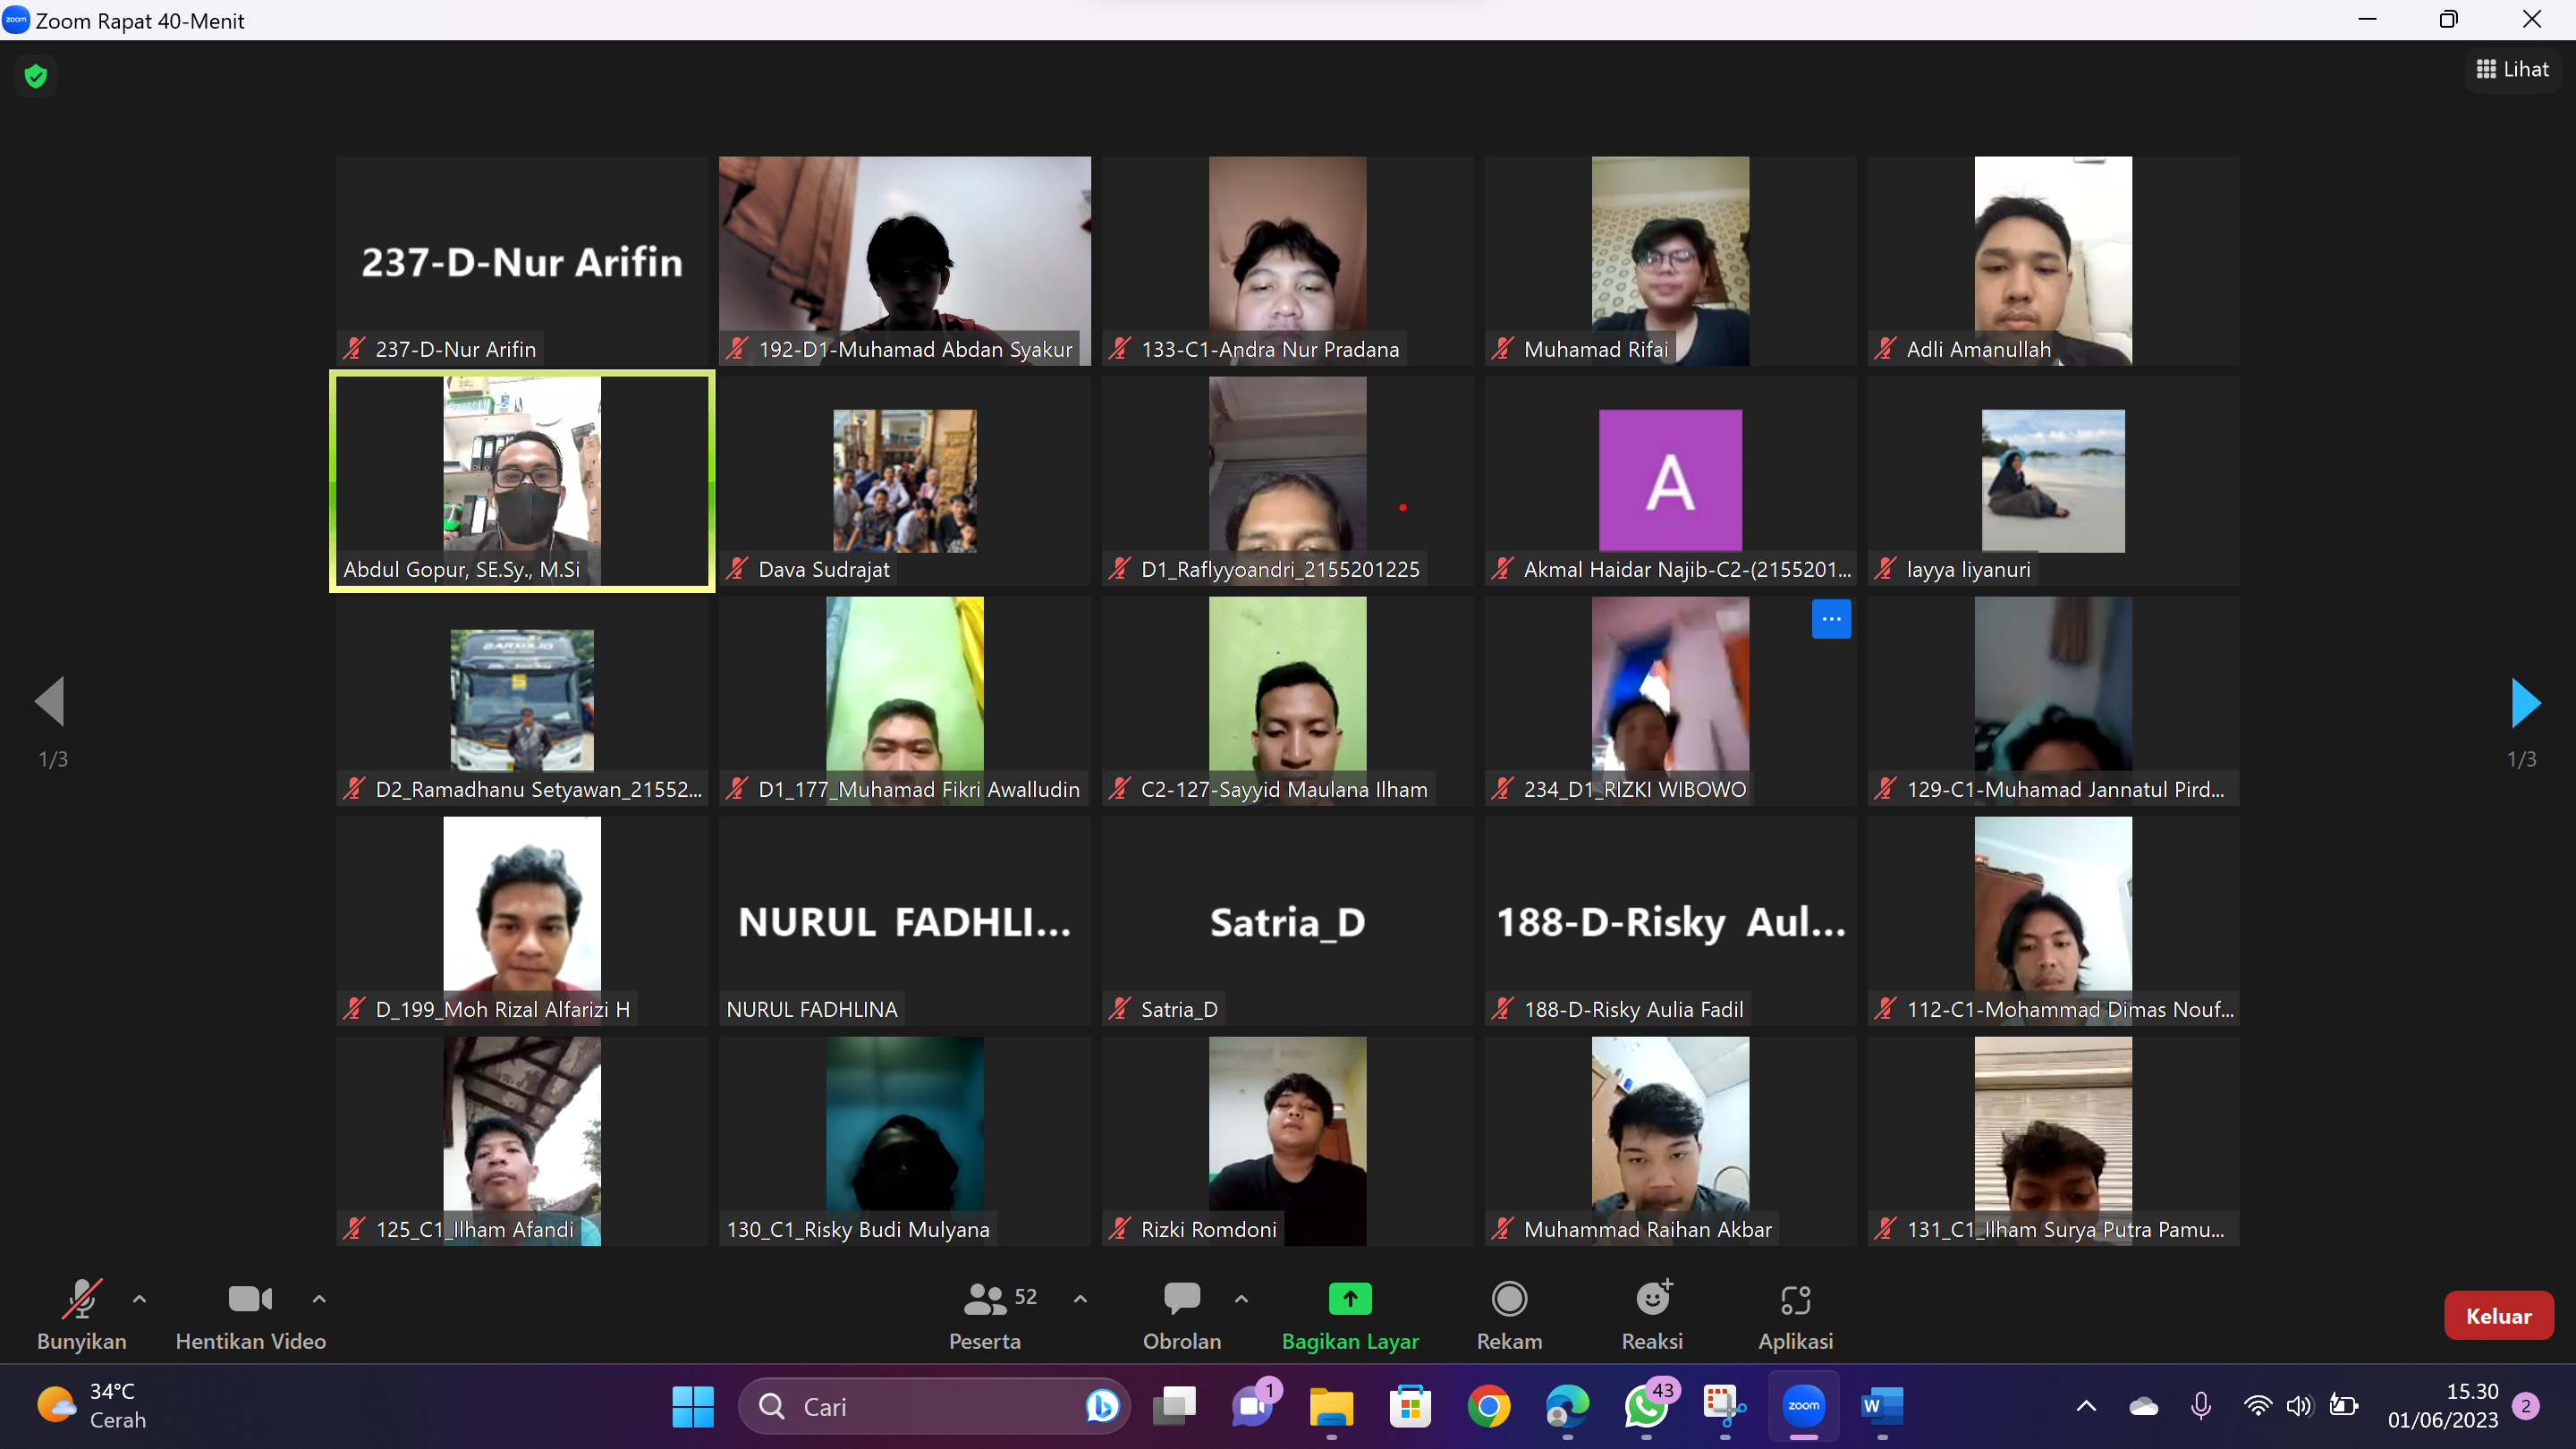 zoom Zoom Rapat 40-Menit
Lihat
237-D-Nur Arifin
237-D-Nur Arifin
192-D1-Muhamad Abdan Syakur
133-C1-Andra Nur Pradana
Muhamad Rifai
Adli Amanullah
A
Abdul Gopur, SE.Sy., M.Si
Dava Sudrajat
D1_Raflyyoandri_2155201225
Akmal Haidar Najib-C2-(2155201...
layya liyanuri
D2_Ramadhanu Setyawan_21552...
D1_177_Muhamad Fikri Awalludin
C2-127-Sayyid Maulana Ilham
234_D1_RIZKI WIBOWO
129-C1-Muhamad Jannatul Pird...
1/3
1/3
NURUL FADHLI...
Satria_D
188-D-Risky Aul...
D_199_Moh Rizal Alfarizi H
NURUL FADHLINA
Satria_D
188-D-Risky Aulia Fadil
112-C1-Mohammad Dimas Nouf...
125_C1_Ilham Afandi
130_C1_Risky Budi Mulyana
Rizki Romdoni
Muhammad Raihan Akbar
131_C1_Ilham Surya Putra Pamu...
52
Bunyikan
Hentikan Video
Peserta
Obrolan
Bagikan Layar
Rekam
Reaksi
Aplikasi
Keluar
34°C
Cerah
Cari
1
43
zoom
W
15.30
01/06/2023
2